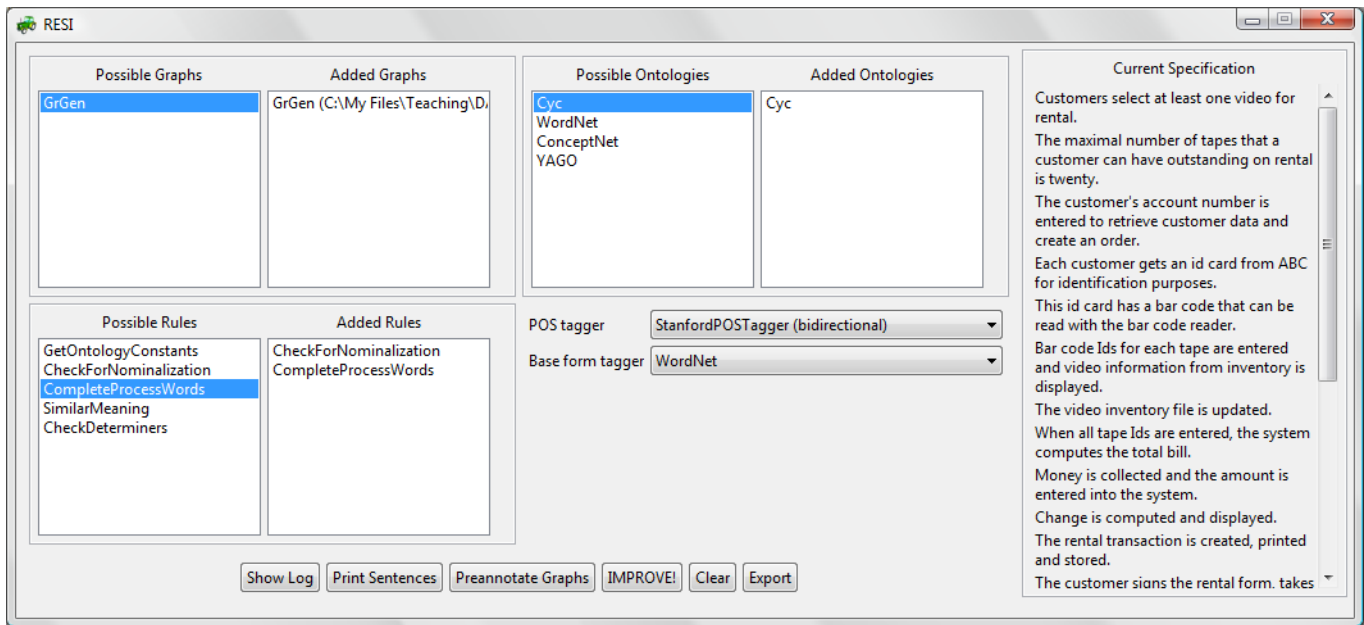 RESI
Possible Graphs
Added Graphs
GrGen
GrGen (C:\My Files\Teaching\D
Possible Ontologies
Added Ontologies
Cyc
WordNet
ConceptNet
YAGO
Cyc
Possible Rules
Added Rules
GetOntologyConstants
CheckForNominalization
CompleteProcessWords
SimilarMeaning
CheckDeterminers
CheckForNominalization
CompleteProcessWords
POS tagger
StanfordPOSTagger (bidirectional)
Base form tagger
WordNet
Show Log
Print Sentences
Preannotate Graphs
IMPROVE!
Clear
Export
Current Specification
Customers select at least one video for
rental.
The maximal number of tapes that a
customer can have outstanding on rental
is twenty.
The customer's account number is
entered to retrieve customer data and
create an order.
Each customer gets an id card from ABC
for identification purposes.
This id card has a bar code that can be
read with the bar code reader.
Bar code Ids for each tape are entered
and video information from inventory is
displayed.
The video inventory file is updated.
When all tape Ids are entered, the system
computes the total bill.
Money is collected and the amount is
entered into the system.
Change is computed and displayed.
The rental transaction is created, printed
and stored.
The customer signs the rental form, takes